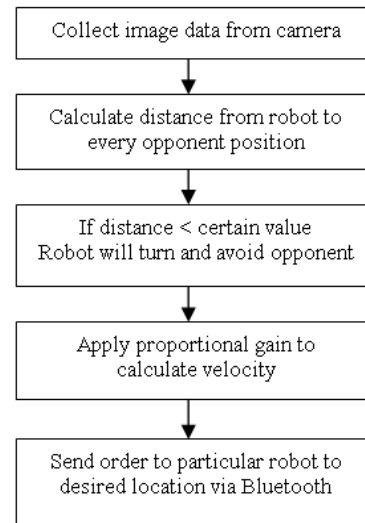 Collect image data from camera
Calculate distance from robot to
every opponent position
If distance < certain value
Robot will turn and avoid opponent
Apply proportional gain to
calculate velocity
Send order to particular robot to
desired location via Bluetooth